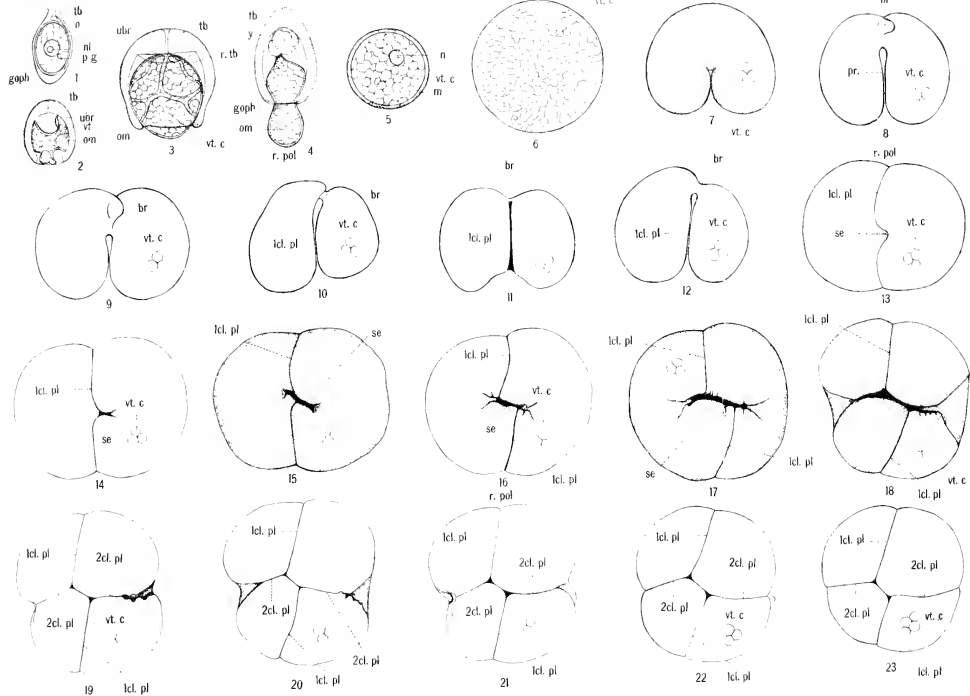 tb
n
nl
p g
goph
1
tb
ubr
vt
om
2
ubr
tb
om
vt. c
3
tb
y
r. tb
goph
om
r. pol
4
n
vt. c
m
5
6
vt. c
7
pr.
vt. c
8
br
vt. c
9
br
1cl. pl
vt. c
10
br
1cl. pl
11
br
1cl. pl
vt. c
12
r. pol
1cl. pl
vt. c
se
13
1cl. pl
vt. c
se
14
1cl. pl
se
15
1cl. pl
vt. c
se
1cl. pl
16
r. pol
1cl. pl
se
1cl. pl
17
1cl. pl
vt. c
1cl. pl
18
1cl. pl
2cl. pl
2cl. pl
vt. c
1cl. pl
19
1cl. pl
2cl. pl
2cl. pl
1cl. pl
20
1cl. pl
2cl. pl
1cl. pl
21
1cl. pl
2cl. pl
2cl. pl
vt. c
1cl. pl
22
1cl. pl
2cl. pl
2cl. pl
vt. c
1cl. pl
23